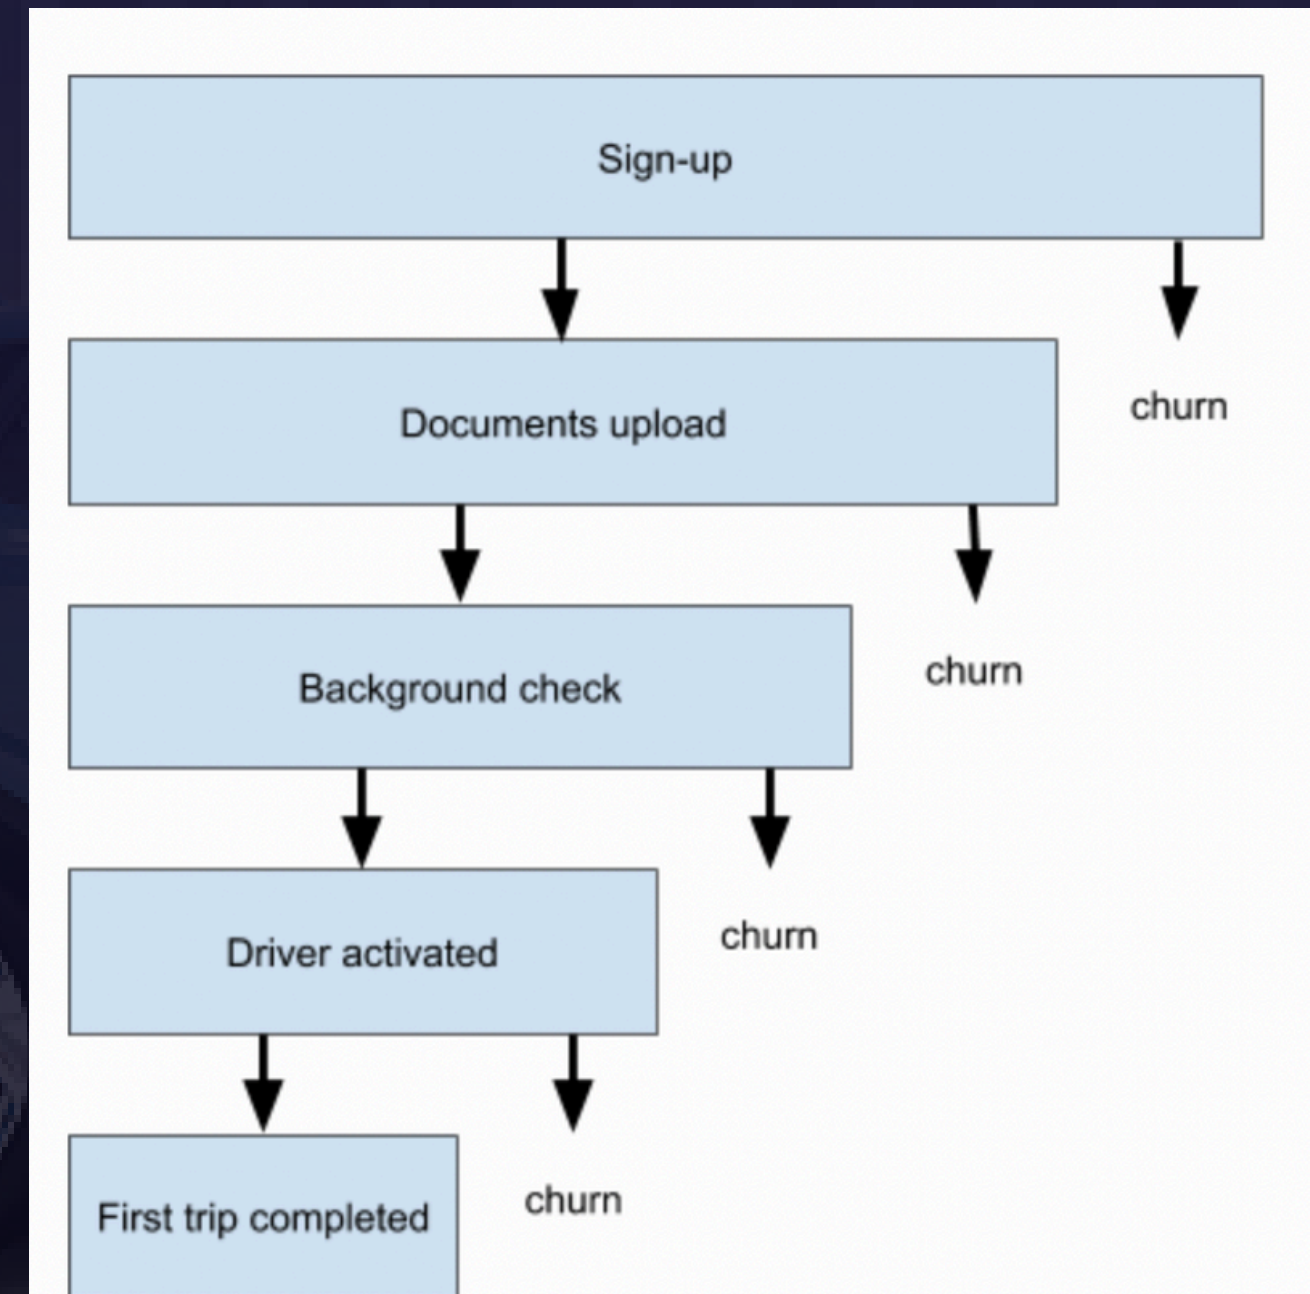 Sign-up
Documents upload
churn
Background check
churn
Driver activated
churn
First trip completed
churn